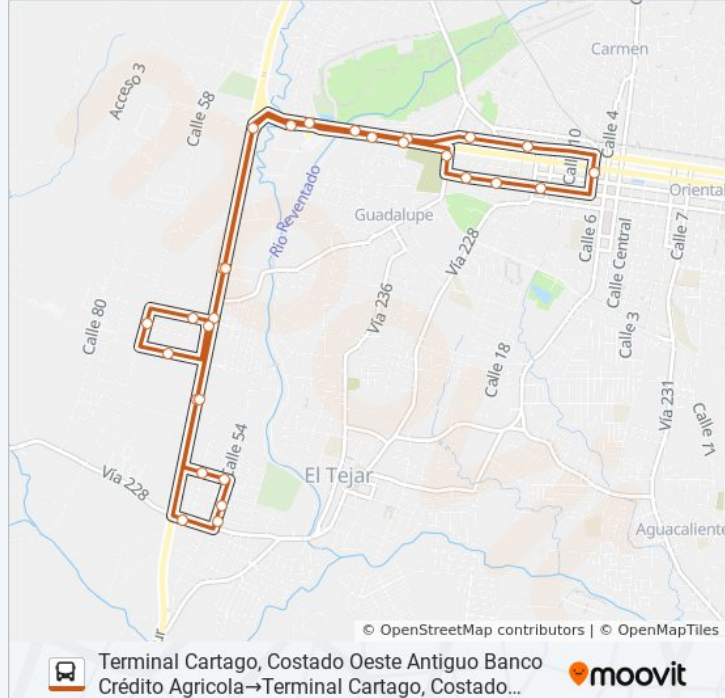 Carmen
Acceso 3
Calle 58
Calle 4
Calle 10
Río Reventado
Oriental
Guadalupe
Calle 6
Vía 228
Calle 7
Calle Central
Vía 236
Calle 80
Calle 3
Calle 18
Vía 231
Calle 54
El Tejar
Vía 228
Aguacaliente
© OpenStreetMap contributors | © OpenMapTiles
Terminal Cartago, Costado Oeste Antiguo Banco
Crédito Agricola→Terminal Cartago, Costado...
moovit